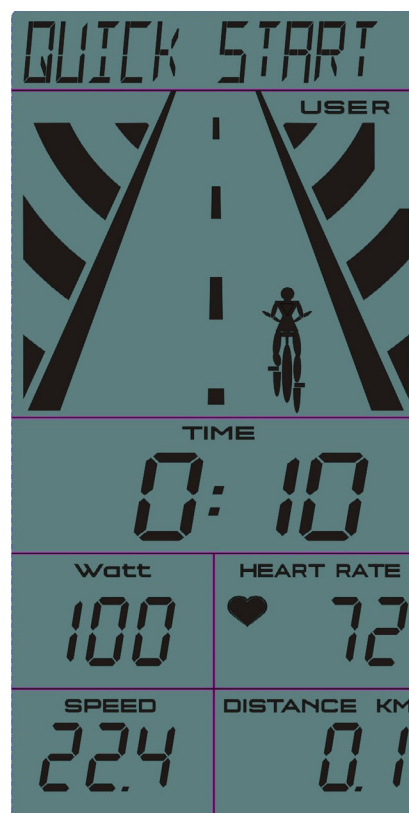 QUICK START
USER
TIME
0:10
Watt
HEART RATE
100
72
SPEED
DISTANCE KM
22.4
0.1